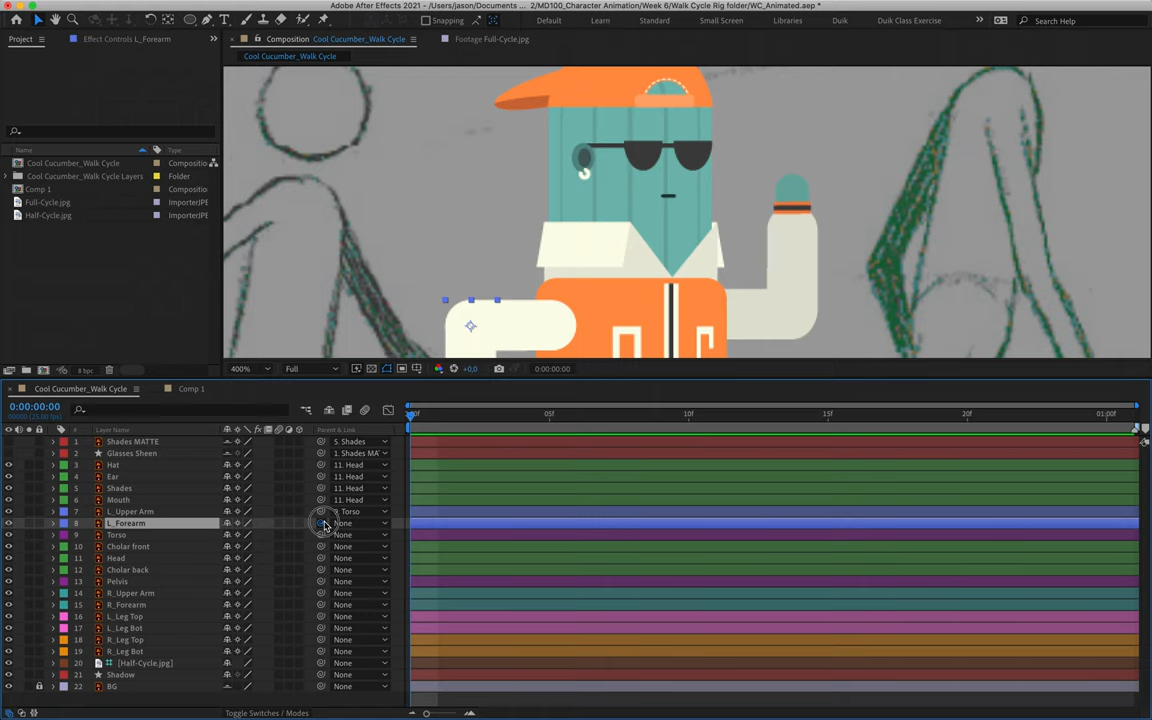 Adobe After Effects 2021 - Users/jason/Documents ... 2/MD100_Character Animation/Week 6/Walk Cycle Rig folder/WC_Animated.aep *
Snapping Default Learn Standard Small Screen Libraries Duik Duik Class Exercise Search Help
Project Effect Controls L_Forearm Composition Cool Cucumber_Walk Cycle Footage Full-Cycle.jpg
Cool Cucumber_Walk Cycle
Name Type
Cool Cucumber_Walk Cycle Compositio
Cool Cucumber_Walk Cycle Layers Folder
Comp 1 Compositio
Full-Cycle.jpg ImporterJPE
Half-Cycle.jpg ImporterJPE
8 bpc 400% Full +0,0 0:00:00:00
Cool Cucumber_Walk Cycle Comp 1
0:00:00:00
00000 (25.00 fps)
:00f 05f 10f 15f 20f 01:00f
# Layer Name Parent & Link
1 Shades MATTE 5. Shades
2 Glasses Sheen 1. Shades MA
3 Hat 11. Head
4 Ear 11. Head
5 Shades 11. Head
6 Mouth 11. Head
7 L_Upper Arm Torso
8 L_Forearm None
9 Torso None
10 Cholar front None
11 Head None
12 Cholar back None
13 Pelvis None
14 R_Upper Arm None
15 R_Forearm None
16 L_Leg Top None
17 L_Leg Bot None
18 R_Leg Top None
19 R_Leg Bot None
20 [Half-Cycle.jpg] None
21 Shadow None
22 BG None
Toggle Switches / Modes